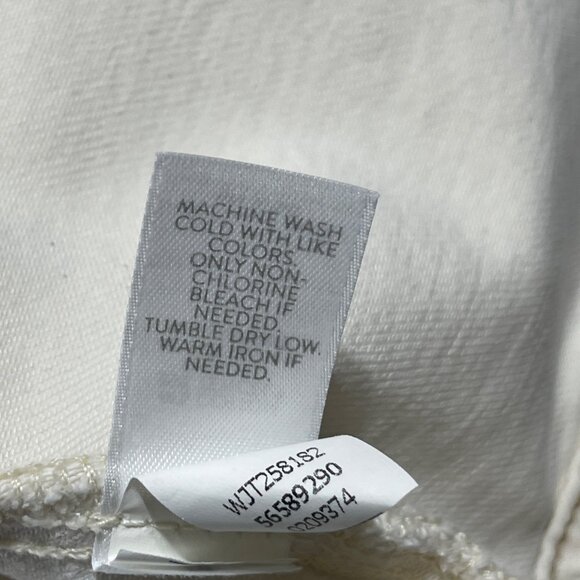 MACHINE WASH
COLD WITH LIKE
COLORS.
ONLY NON-
CHLORINE
BLEACH IF
NEEDED.
TUMBLE DRY LOW.
WARM IRON IF
NEEDED.
WJT258182
56589290
0209374